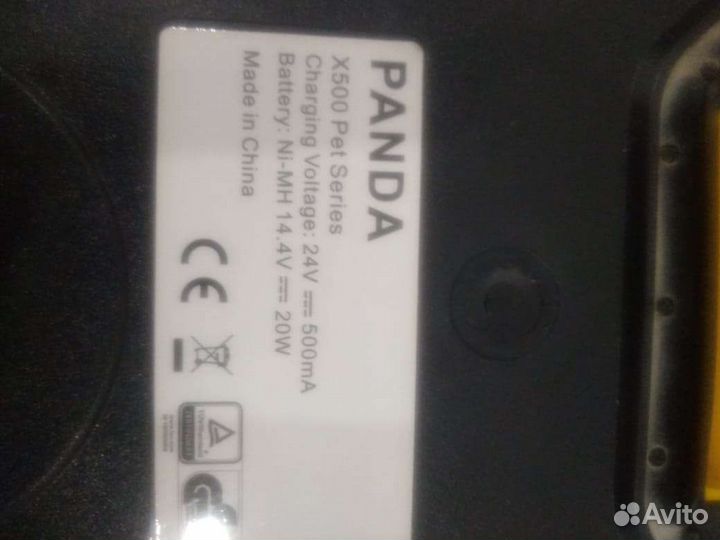 PANDA
X500 Pet Series
Charging Voltage: 24V ⎓ 500mA
Battery: Ni-MH 14.4V ⎓ 20W
Made in China
CE
Avito